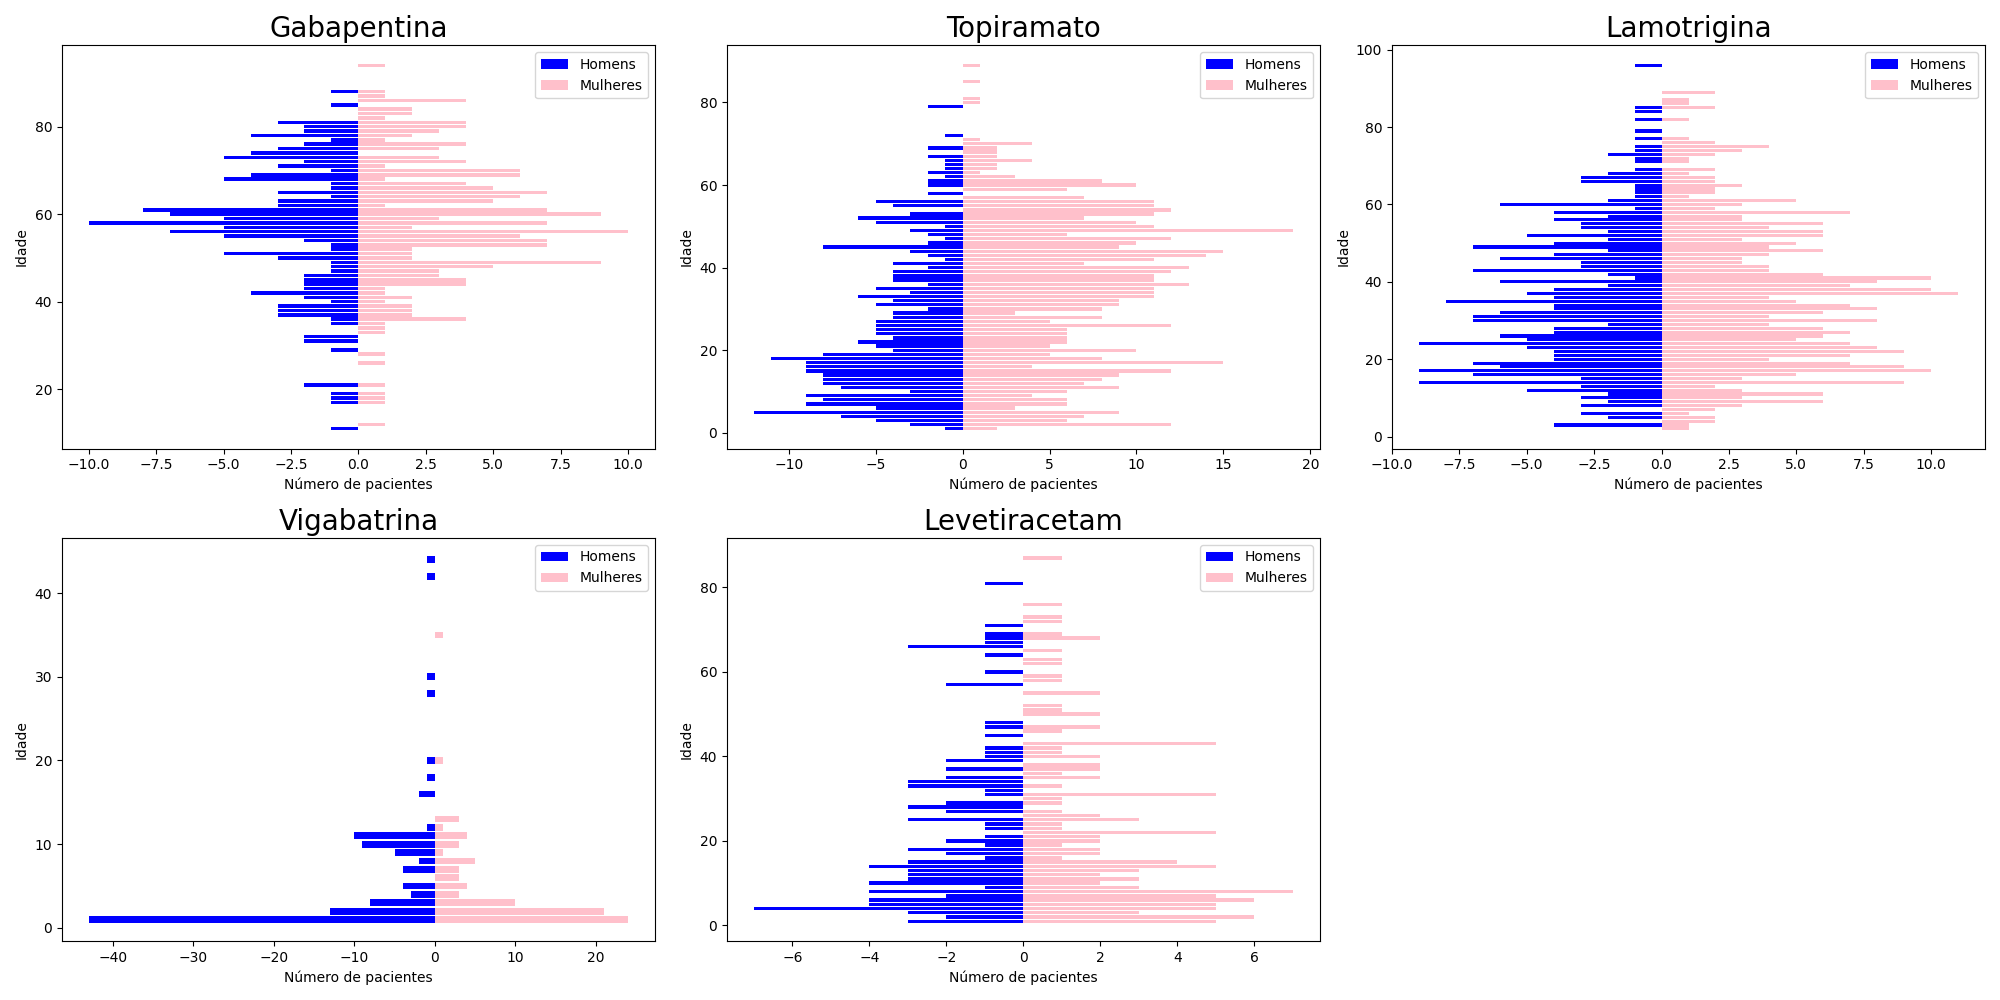 Gabapentina
Homens
Mulheres
80
60
40
20
Idade
−10.0 −7.5 −5.0 −2.5 0.0 2.5 5.0 7.5 10.0
Número de pacientes
Topiramato
Homens
Mulheres
80
60
40
20
0
Idade
−10 −5 0 5 10 15 20
Número de pacientes
Lamotrigina
Homens
Mulheres
100
80
60
40
20
0
Idade
−10.0 −7.5 −5.0 −2.5 0.0 2.5 5.0 7.5 10.0
Número de pacientes
Vigabatrina
Homens
Mulheres
40
30
20
10
0
Idade
−40 −30 −20 −10 0 10 20
Número de pacientes
Levetiracetam
Homens
Mulheres
80
60
40
20
0
Idade
−6 −4 −2 0 2 4 6
Número de pacientes